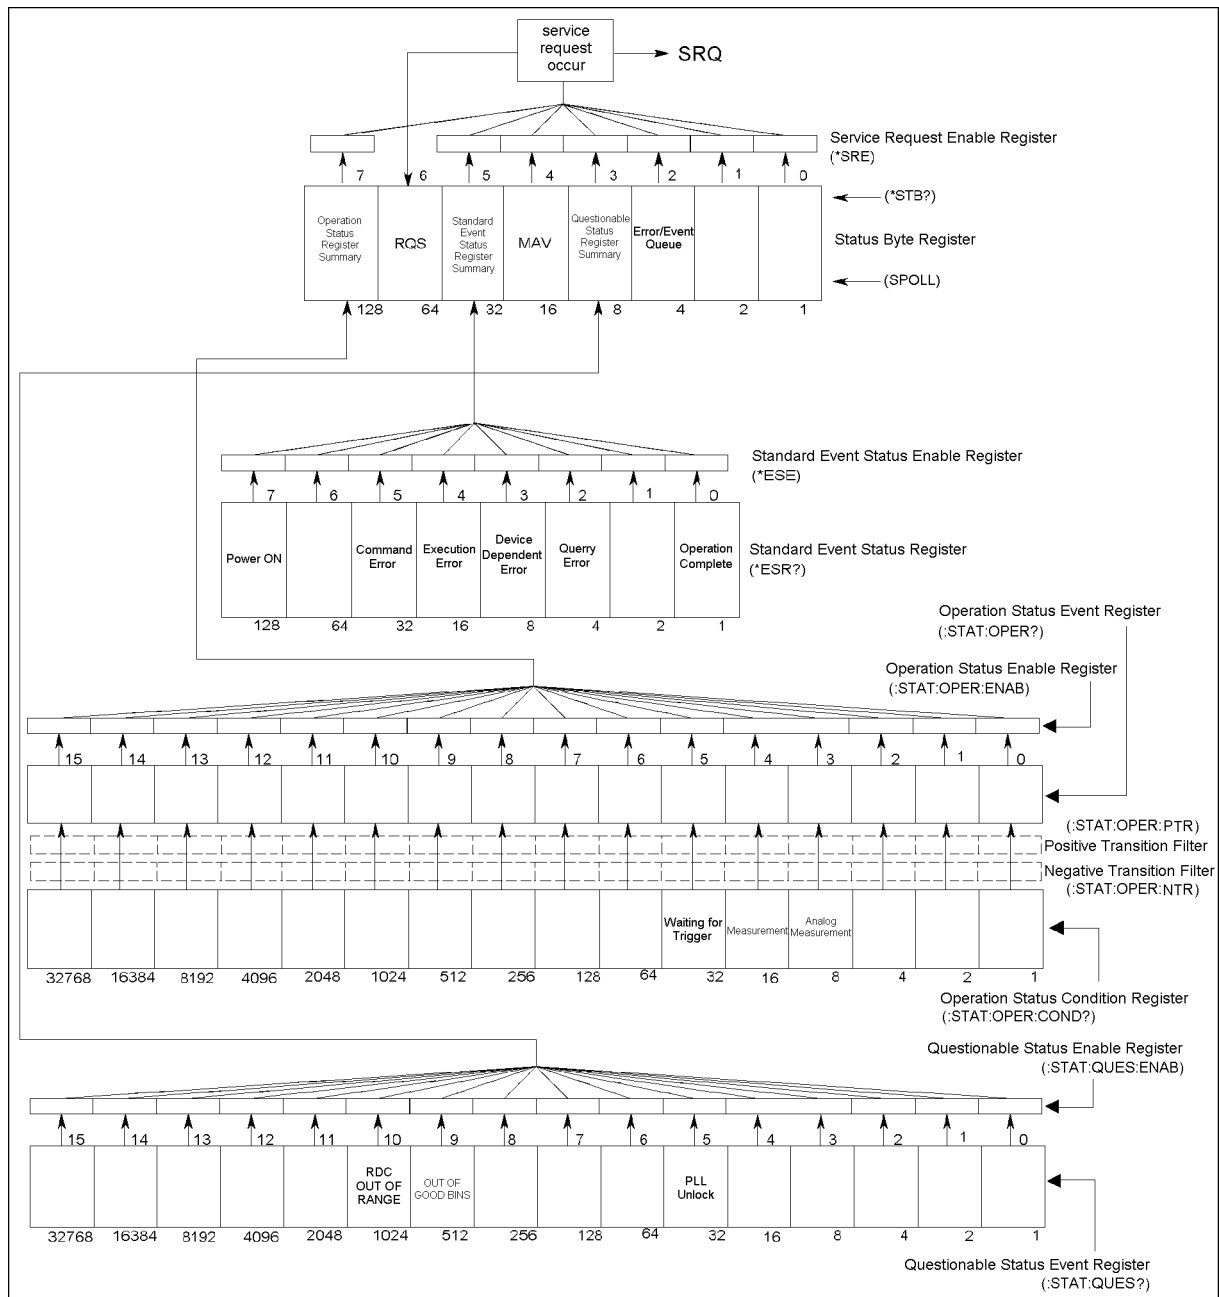 service
request
occur
SRQ
Service Request Enable Register
(*SRE)
7 6 5 4 3 2 1 0
(*STB?)
Operation
Status
Register
Summary
RQS
Standard
Event
Status
Register
Summary
MAV
Questionable
Status
Register
Summary
Error/Event
Queue
Status Byte Register
(SPOLL)
128 64 32 16 8 4 2 1
Standard Event Status Enable Register
(*ESE)
7 6 5 4 3 2 1 0
Power ON
Command
Error
Execution
Error
Device
Dependent
Error
Querry
Error
Operation
Complete
Standard Event Status Register
(*ESR?)
128 64 32 16 8 4 2 1
Operation Status Event Register
(:STAT:OPER?)
Operation Status Enable Register
(:STAT:OPER:ENAB)
15 14 13 12 11 10 9 8 7 6 5 4 3 2 1 0
(:STAT:OPER:PTR)
Positive Transition Filter
Negative Transition Filter
(:STAT:OPER:NTR)
Waiting for
Trigger
Measurement
Analog
Measurement
32768 16384 8192 4096 2048 1024 512 256 128 64 32 16 8 4 2 1
Operation Status Condition Register
(:STAT:OPER:COND?)
Questionable Status Enable Register
(:STAT:QUES:ENAB)
15 14 13 12 11 10 9 8 7 6 5 4 3 2 1 0
RDC
OUT OF
RANGE
OUT OF
GOOD BINS
PLL
Unlock
32768 16384 8192 4096 2048 1024 512 256 128 64 32 16 8 4 2 1
Questionable Status Event Register
(:STAT:QUES?)